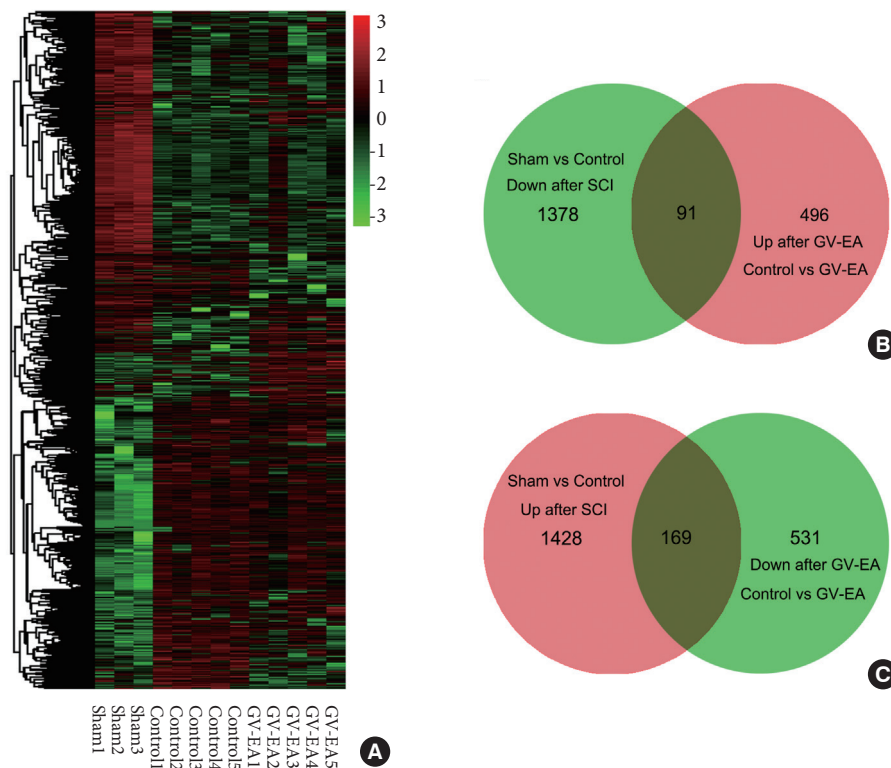 3
2
1
0
-1
-2
-3
Sham1
Sham2
Sham3
Control1
Control2
Control3
Control4
Control5
GV-EA1
GV-EA2
GV-EA3
GV-EA4
GV-EA5
A
Sham vs Control
Down after SCI
1378
91
496
Up after GV-EA
Control vs GV-EA
B
Sham vs Control
Up after SCI
1428
169
531
Down after GV-EA
Control vs GV-EA
C